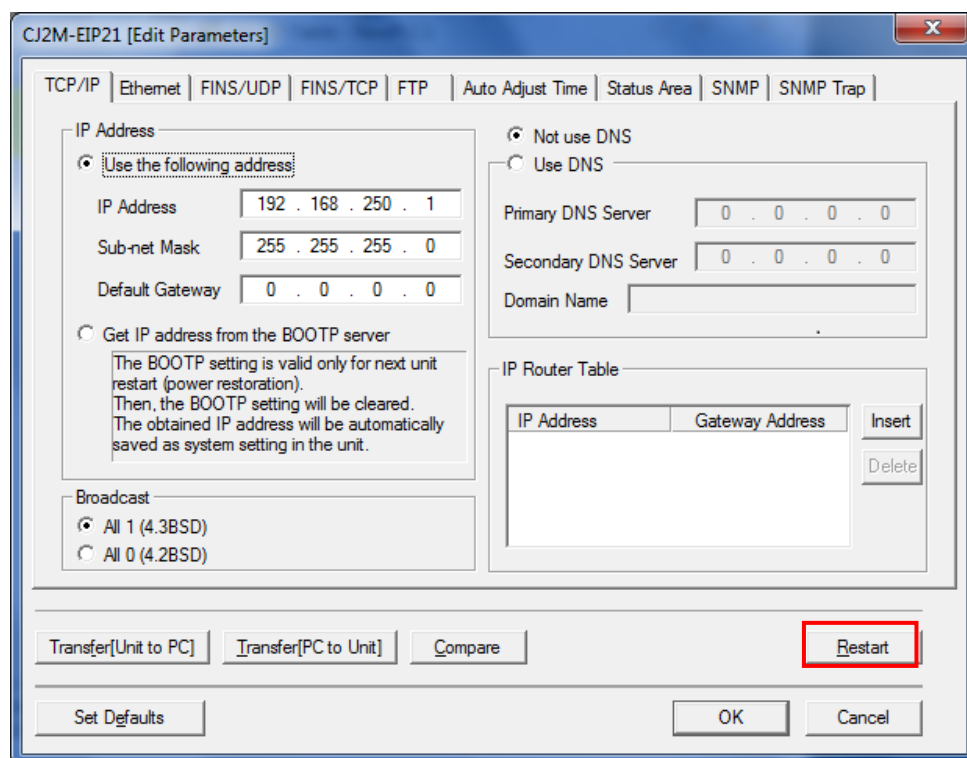 CJ2M-EIP21 [Edit Parameters]
TCP/IP Ethernet FINS/UDP FINS/TCP FTP Auto Adjust Time Status Area SNMP SNMP Trap
IP Address
Use the following address
IP Address 192 . 168 . 250 . 1
Sub-net Mask 255 . 255 . 255 . 0
Default Gateway 0 . 0 . 0 . 0
Get IP address from the BOOTP server
The BOOTP setting is valid only for next unit
restart (power restoration).
Then, the BOOTP setting will be cleared.
The obtained IP address will be automatically
saved as system setting in the unit.
Broadcast
All 1 (4.3BSD)
All 0 (4.2BSD)
Not use DNS
Use DNS
Primary DNS Server 0 . 0 . 0 . 0
Secondary DNS Server 0 . 0 . 0 . 0
Domain Name
IP Router Table
IP Address Gateway Address Insert
Delete
Transfer[Unit to PC] Transfer[PC to Unit] Compare Restart
Set Defaults OK Cancel